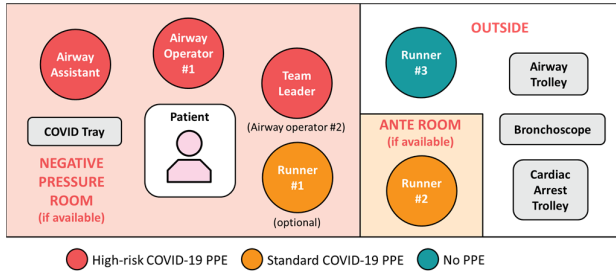 Airway
Assistant
Airway
Operator
#1
Team
Leader
(Airway operator #2)
COVID Tray
Patient
NEGATIVE
PRESSURE
ROOM
(if available)
Runner
#1
(optional)
OUTSIDE
Runner
#3
ANTE ROOM
(if available)
Runner
#2
Airway
Trolley
Bronchoscope
Cardiac
Arrest
Trolley
High-risk COVID-19 PPE
Standard COVID-19 PPE
No PPE